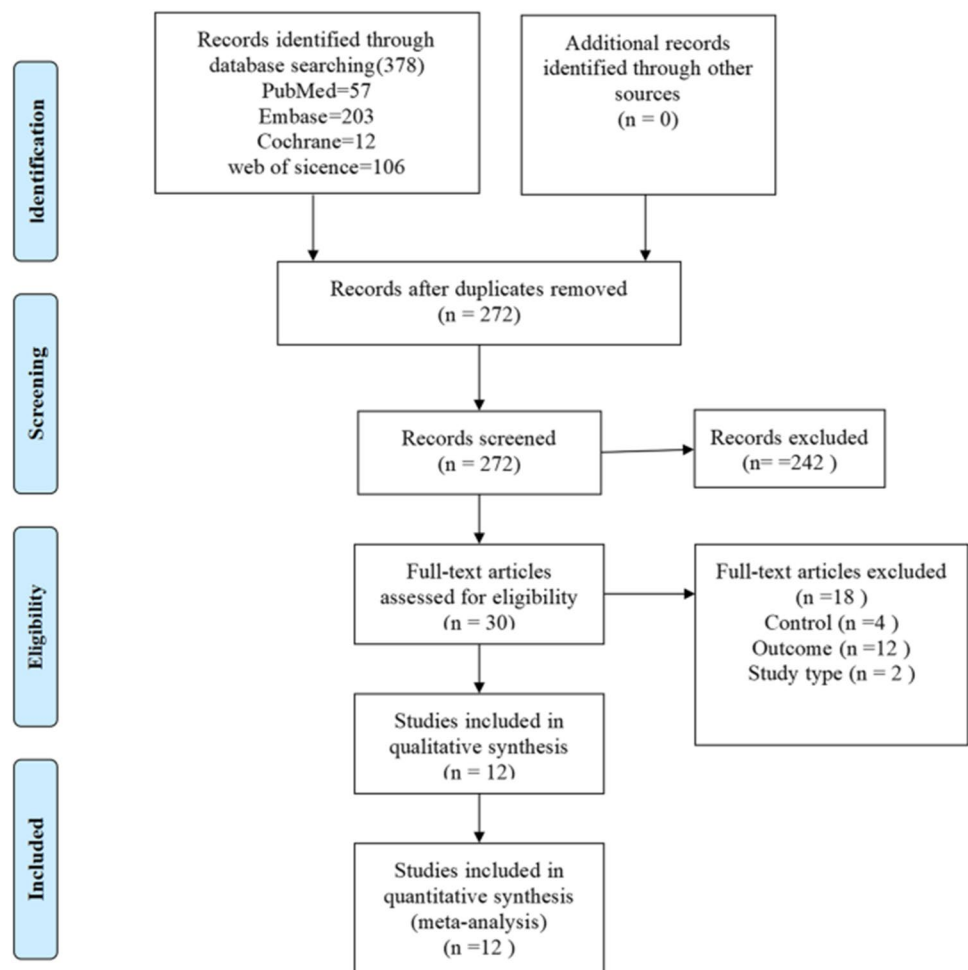 Identification
Records identified through
database searching(378)
PubMed=57
Embase=203
Cochrane=12
web of sicence=106
Additional records
identified through other
sources
(n = 0)
Records after duplicates removed
(n = 272)
Screening
Records screened
(n = 272)
Records excluded
(n= =242 )
Eligibility
Full-text articles
assessed for eligibility
(n = 30)
Full-text articles excluded
(n =18 )
Control (n =4 )
Outcome (n =12 )
Study type (n = 2 )
Studies included in
qualitative synthesis
(n = 12)
Included
Studies included in
quantitative synthesis
(meta-analysis)
(n =12 )